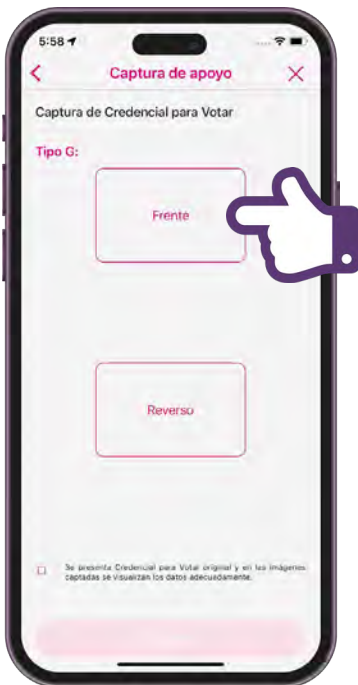 5:58
Captura de apoyo
Captura de Credencial para Votar
Tipo G:
Frente
Reverso
Se presenta Credencial para Votar original y en las imágenes
captadas se visualizan los datos adecuadamente.